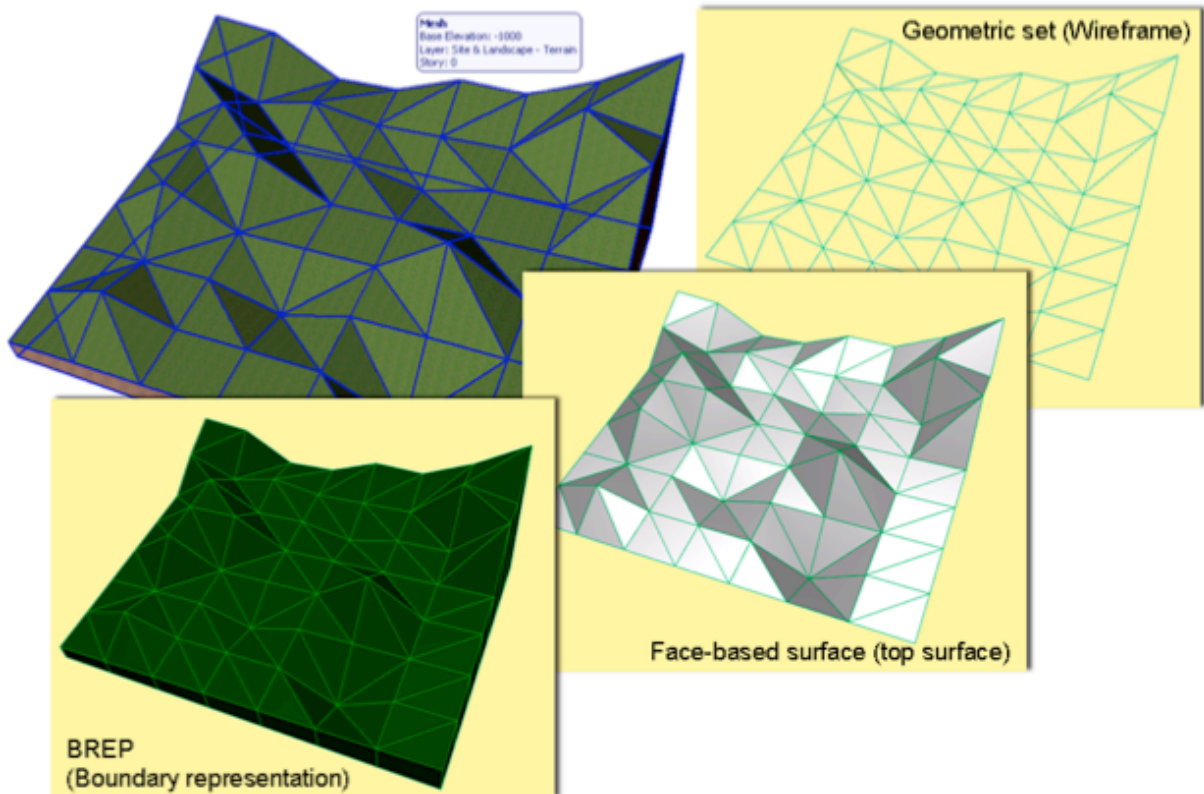 Mesh
Base Elevation: -1000
Layer: Site & Landscape - Terrain
Story: 0
Geometric set (Wireframe)
Face-based surface (top surface)
BREP
(Boundary representation)